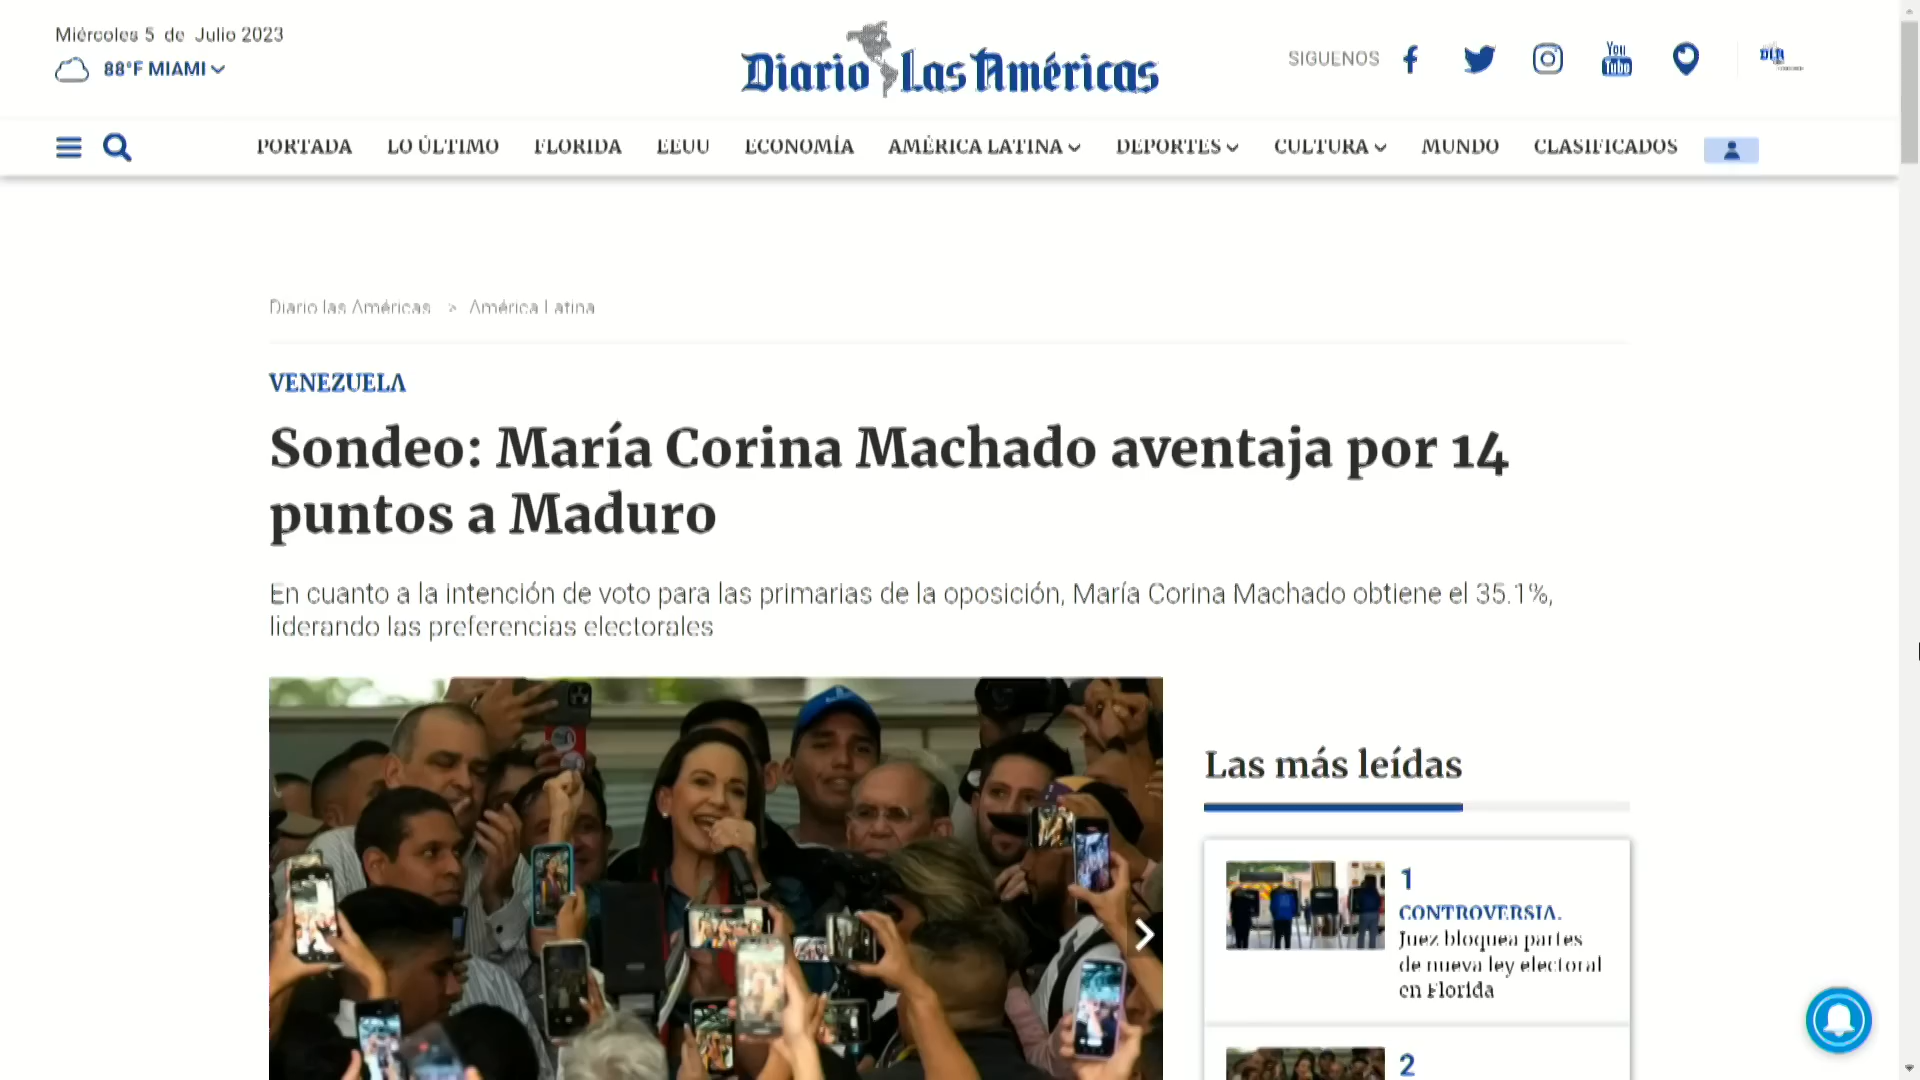 Miércoles 5 de Julio 2023
88°F MIAMI
Diario Las Américas
SIGUENOS
You Tube
DLA
PORTADA LO ÚLTIMO FLORIDA EEUU ECONOMÍA AMÉRICA LATINA DEPORTES CULTURA MUNDO CLASIFICADOS
Diario las Américas > América Latina
VENEZUELA
Sondeo: María Corina Machado aventaja por 14
puntos a Maduro
En cuanto a la intención de voto para las primarias de la oposición, María Corina Machado obtiene el 35.1%,
liderando las preferencias electorales
Las más leídas
1
CONTROVERSIA.
Juez bloquea partes
de nueva ley electoral
en Florida
2